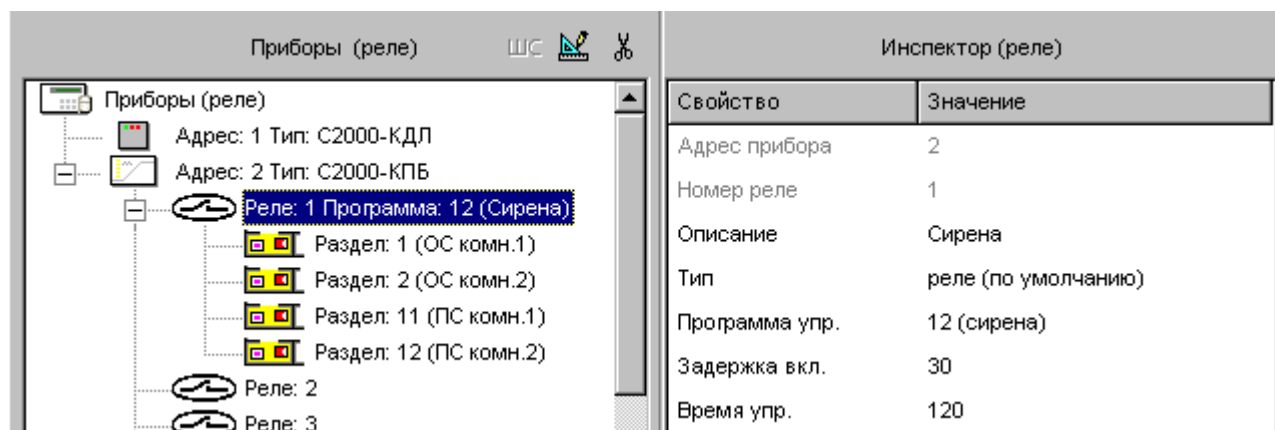 Приборы (реле)
ШС
Приборы (реле)
Адрес: 1 Тип: С2000-КДЛ
Адрес: 2 Тип: С2000-КПБ
Реле: 1 Программа: 12 (Сирена)
Раздел: 1 (ОС комн.1)
Раздел: 2 (ОС комн.2)
Раздел: 11 (ПС комн.1)
Раздел: 12 (ПС комн.2)
Реле: 2
Реле: 3
Инспектор (реле)
Свойство Значение
Адрес прибора 2
Номер реле 1
Описание Сирена
Тип реле (по умолчанию)
Программа упр. 12 (сирена)
Задержка вкл. 30
Время упр. 120